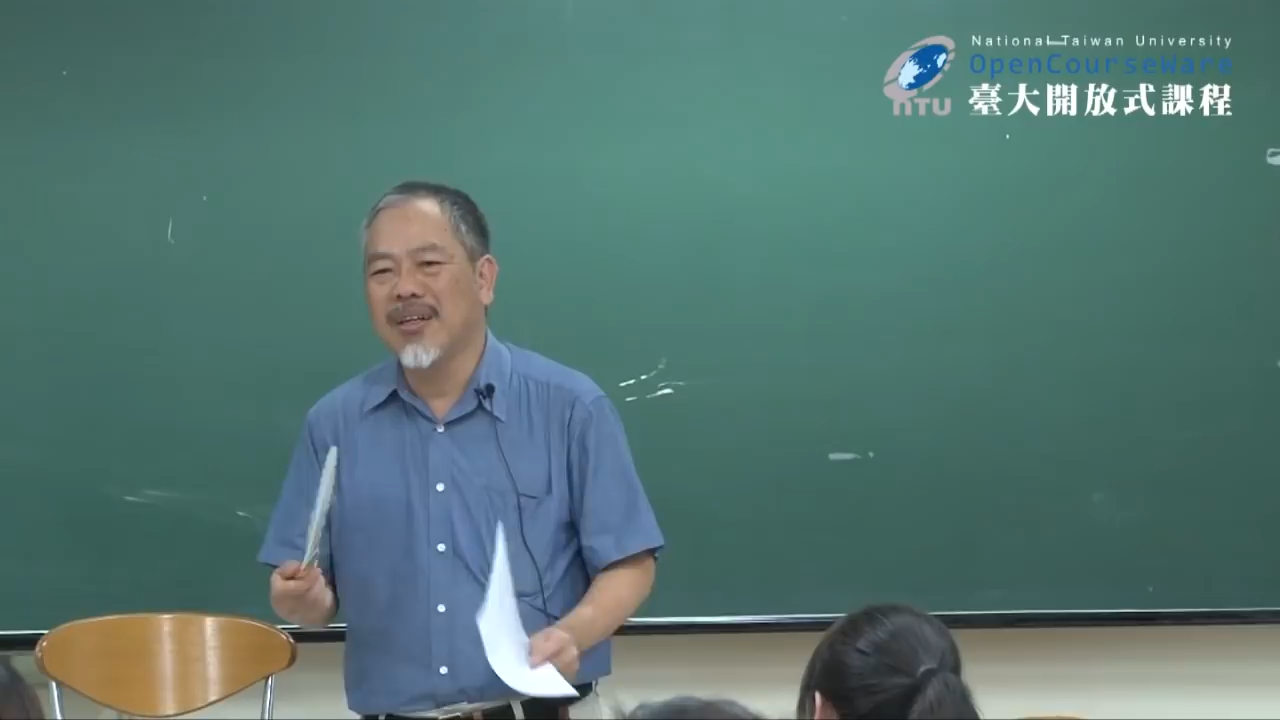 National Taiwan University
OpenCourseWare
臺大開放式課程
NTU